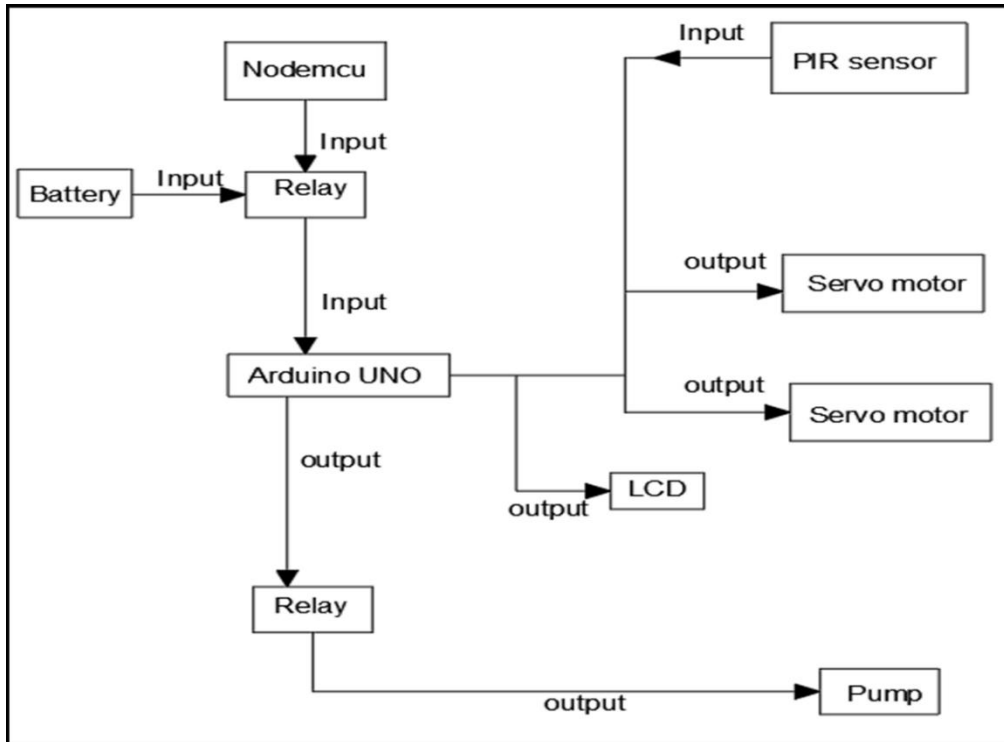 Nodemcu
Input
PIR sensor
Input
Battery
Input
Relay
Input
output
Servo motor
Arduino UNO
output
Servo motor
output
LCD
output
Relay
output
Pump